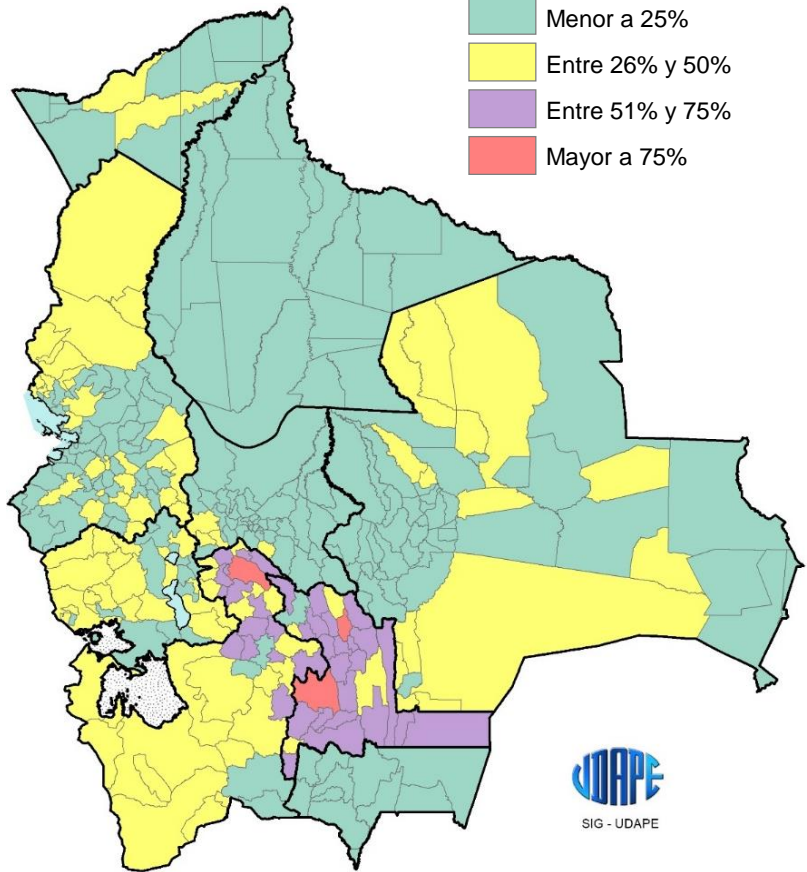 Menor a 25%
Entre 26% y 50%
Entre 51% y 75%
Mayor a 75%
UDAPE
SIG - UDAPE